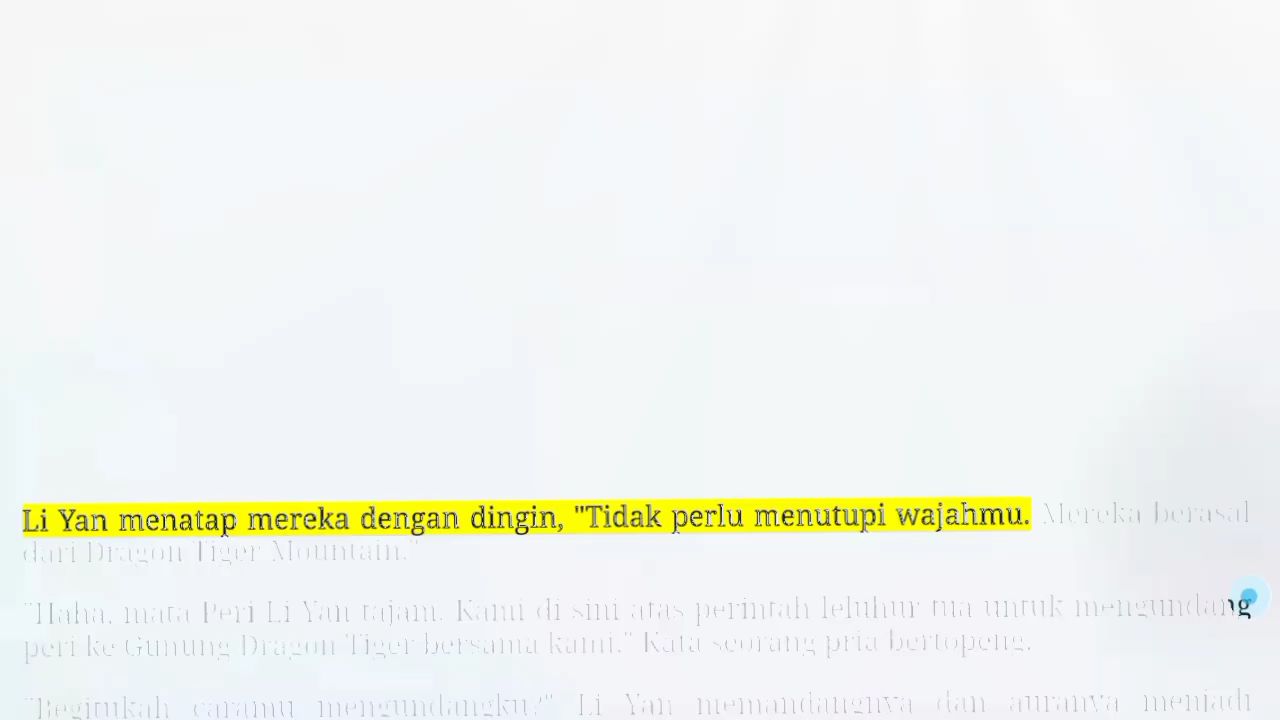 Li Yan menatap mereka dengan dingin, "Tidak perlu menutupi wajahmu. Mereka berasal
dari Dragon Tiger Mountain."
"Haha, mata Peri Li Yan tajam. Kami di sini atas perintah leluhur tua untuk mengundang
peri ke Gunung Dragon Tiger bersama kami." Kata seorang pria bertopeng.
"Begitukah caramu mengundangku?" Li Yan memandangnya dan auranya menjadi